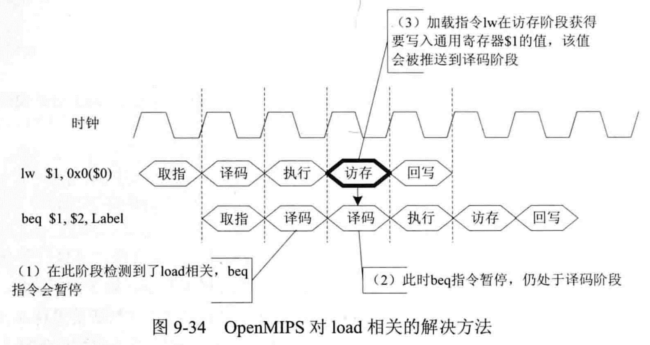 （3）加载指令lw在访存阶段获得
要写入通用寄存器$1的值，该值
会被推送到译码阶段
时钟
lw $1, 0x0($0)
取指 译码 执行 访存 回写
beq $1, $2, Label
取指 译码 译码 执行 访存 回写
（1）在此阶段检测到了load相关，beq
指令会暂停
（2）此时beq指令暂停，仍处于译码阶段
图 9-34 OpenMIPS 对 load 相关的解决方法